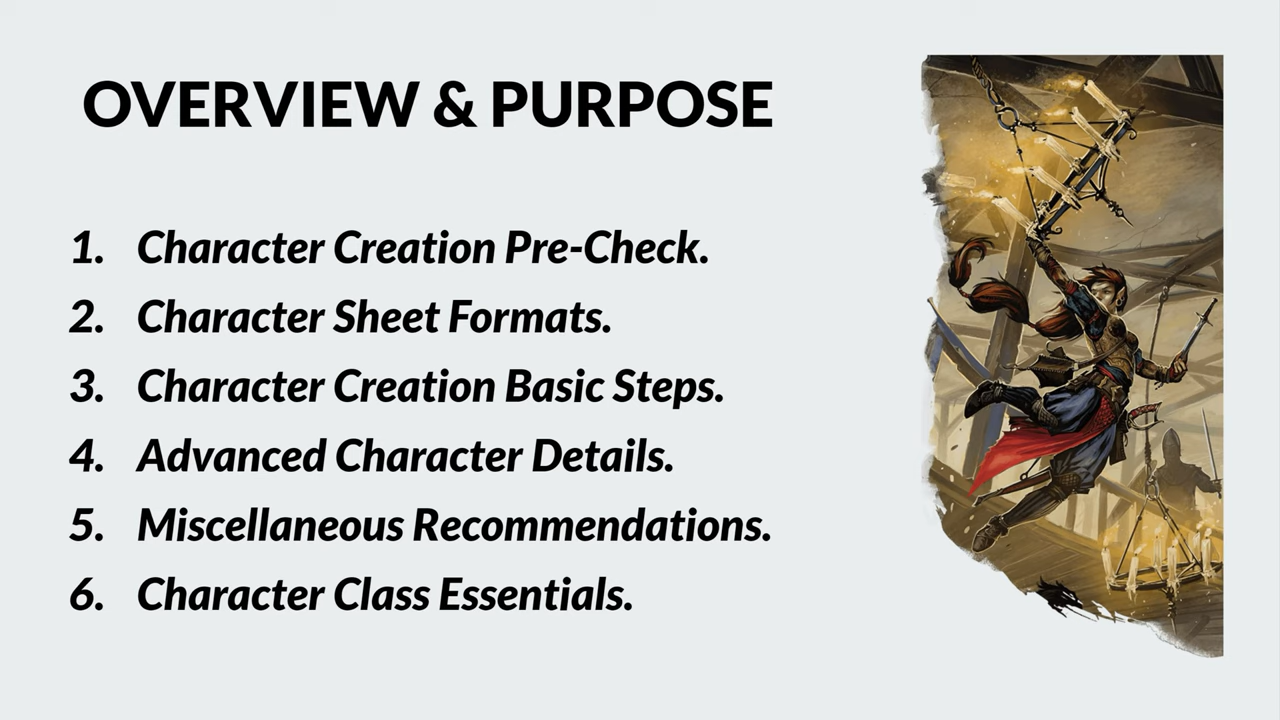 OVERVIEW & PURPOSE
1. Character Creation Pre-Check.
2. Character Sheet Formats.
3. Character Creation Basic Steps.
4. Advanced Character Details.
5. Miscellaneous Recommendations.
6. Character Class Essentials.